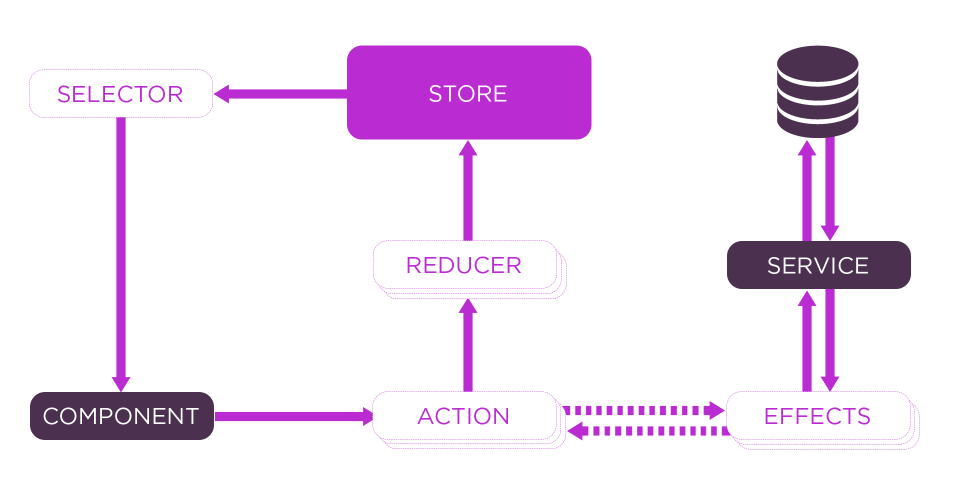 SELECTOR
STORE
REDUCER
SERVICE
COMPONENT
ACTION
EFFECTS